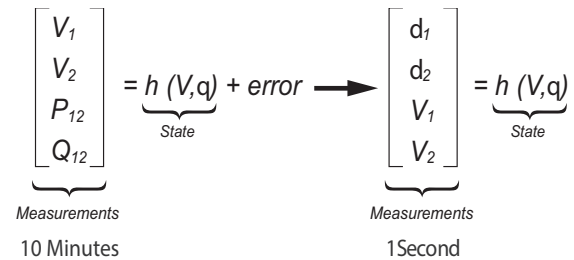 V1
V2
P12
Q12
= h (V,q) + error
State
Measurements
10 Minutes
d1
d2
V1
V2
= h (V,q)
State
Measurements
1Second